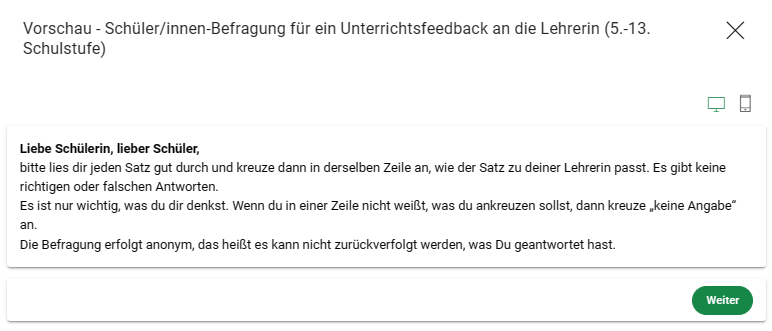 Vorschau - Schüler/innen-Befragung für ein Unterrichtsfeedback an die Lehrerin (5.-13.
Schulstufe)
Liebe Schülerin, lieber Schüler,
bitte lies dir jeden Satz gut durch und kreuze dann in derselben Zeile an, wie der Satz zu deiner Lehrerin passt. Es gibt keine
richtigen oder falschen Antworten.
Es ist nur wichtig, was du dir denkst. Wenn du in einer Zeile nicht weißt, was du ankreuzen sollst, dann kreuze „keine Angabe“
an.
Die Befragung erfolgt anonym, das heißt es kann nicht zurückverfolgt werden, was Du geantwortet hast.
Weiter